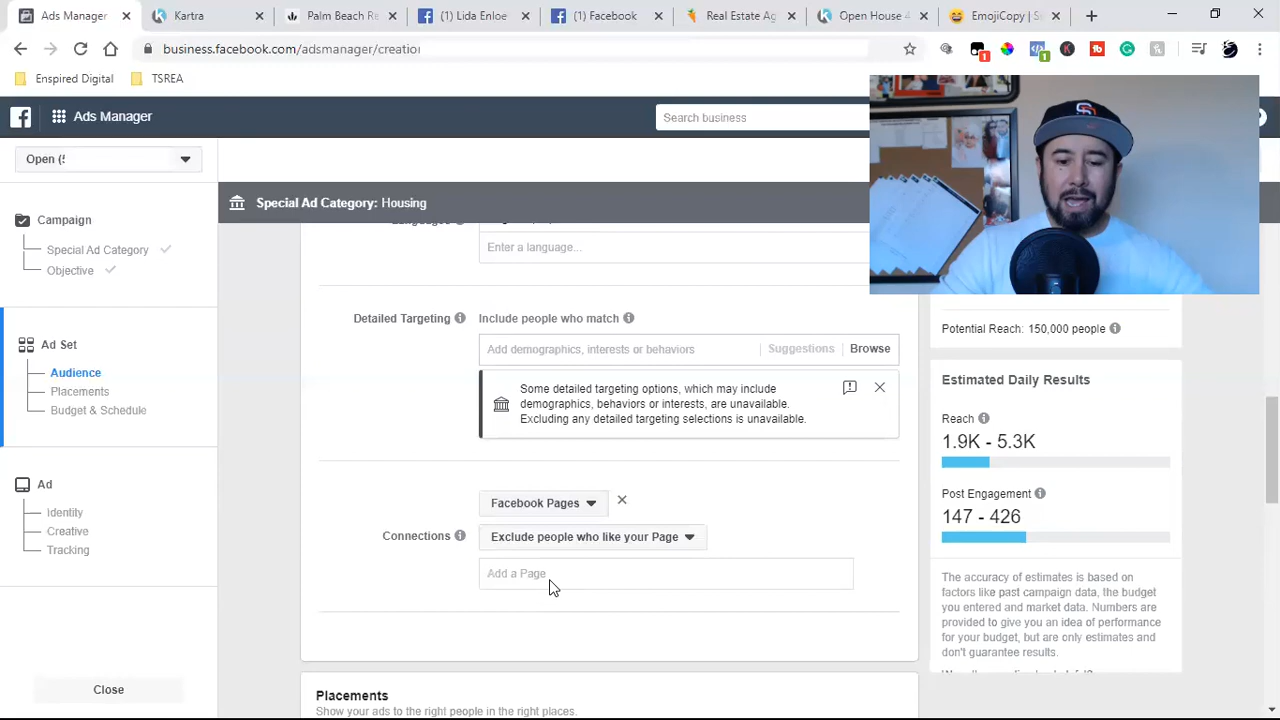 Ads Manager
Kartra
Palm Beach Re
(1) Lida Enloe
(1) Facebook
Real Estate Ag
Open House 4
EmojiCopy | S
business.facebook.com/adsmanager/creation
1
1
Enspired Digital
TSREA
Ads Manager
Search business
Open (!
Special Ad Category: Housing
Campaign
Special Ad Category
Objective
Ad Set
Audience
Placements
Budget & Schedule
Ad
Identity
Creative
Tracking
Close
Languages
Enter a language...
Detailed Targeting
Include people who match
Add demographics, interests or behaviors
Suggestions
Browse
Some detailed targeting options, which may include
demographics, behaviors or interests, are unavailable.
Excluding any detailed targeting selections is unavailable.
Facebook Pages
Connections
Exclude people who like your Page
Add a Page
Placements
Show your ads to the right people in the right places.
Potential Reach: 150,000 people
Estimated Daily Results
Reach
1.9K - 5.3K
Post Engagement
147 - 426
The accuracy of estimates is based on
factors like past campaign data, the budget
you entered and market data. Numbers are
provided to give you an idea of performance
for your budget, but are only estimates and
don't guarantee results.